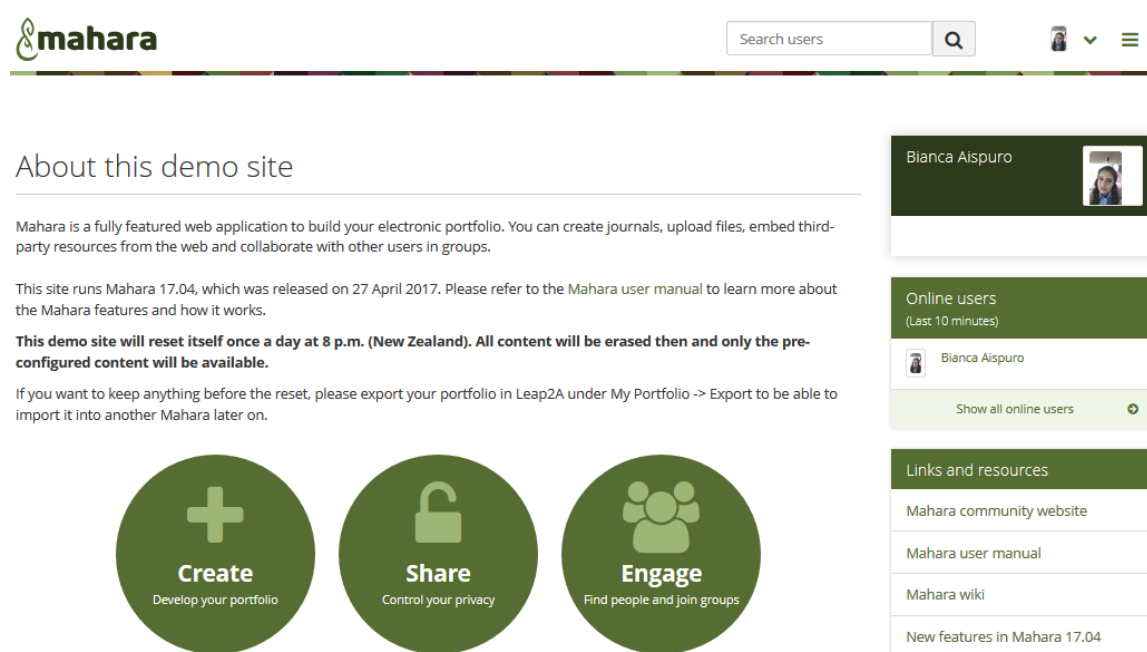 mahara
Search users
About this demo site
Mahara is a fully featured web application to build your electronic portfolio. You can create journals, upload files, embed third-
party resources from the web and collaborate with other users in groups.
This site runs Mahara 17.04, which was released on 27 April 2017. Please refer to the Mahara user manual to learn more about
the Mahara features and how it works.
This demo site will reset itself once a day at 8 p.m. (New Zealand). All content will be erased then and only the pre-
configured content will be available.
If you want to keep anything before the reset, please export your portfolio in Leap2A under My Portfolio -> Export to be able to
import it into another Mahara later on.
Create
Develop your portfolio
Share
Control your privacy
Engage
Find people and join groups
Bianca Aispuro
Online users
(Last 10 minutes)
Bianca Aispuro
Show all online users
Links and resources
Mahara community website
Mahara user manual
Mahara wiki
New features in Mahara 17.04